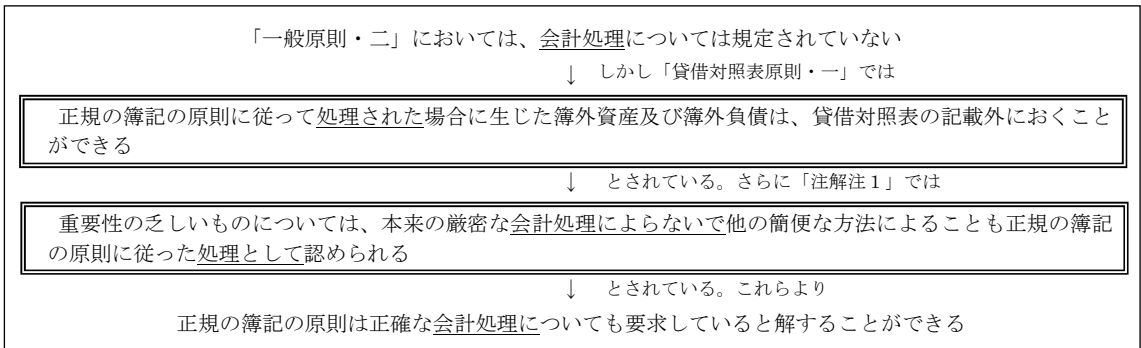 「一般原則・二」においては、会計処理については規定されていない
↓ しかし「貸借対照表原則・一」では
正規の簿記の原則に従って処理された場合に生じた簿外資産及び簿外負債は、貸借対照表の記載外におくこと
ができる
↓ とされている。さらに「注解注１」では
重要性の乏しいものについては、本来の厳密な会計処理によらないで他の簡便な方法によることも正規の簿記
の原則に従った処理として認められる
↓ とされている。これらより
正規の簿記の原則は正確な会計処理についても要求していると解することができる